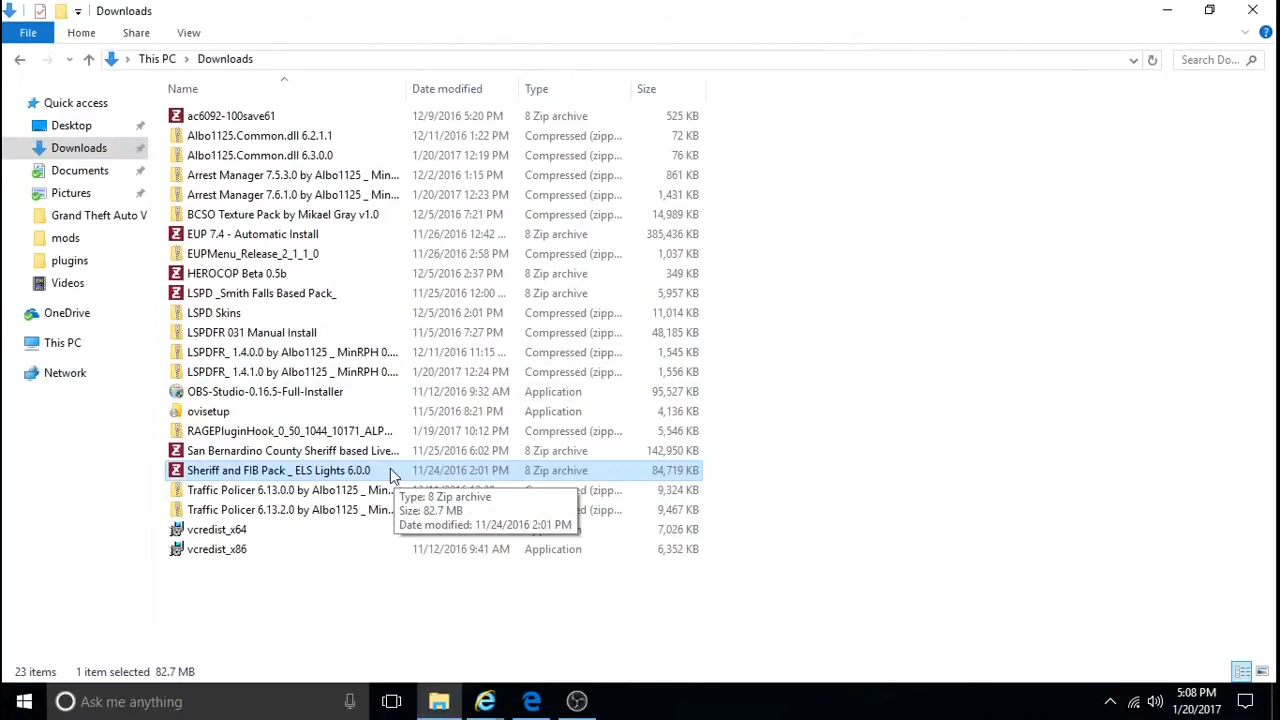 Downloads
File Home Share View
This PC Downloads Search Do...
Name Date modified Type Size
Quick access
Desktop
Downloads
Documents
Pictures
Grand Theft Auto V
mods
plugins
Videos
OneDrive
This PC
Network
ac6092-100save61 12/9/2016 5:20 PM 8 Zip archive 525 KB
Albo1125.Common.dll 6.2.1.1 12/11/2016 1:22 PM Compressed (zipp... 72 KB
Albo1125.Common.dll 6.3.0.0 1/20/2017 12:19 PM Compressed (zipp... 76 KB
Arrest Manager 7.5.3.0 by Albo1125 _ Min... 12/2/2016 1:15 PM Compressed (zipp... 861 KB
Arrest Manager 7.6.1.0 by Albo1125 _ Min... 1/20/2017 12:23 PM Compressed (zipp... 1,431 KB
BCSO Texture Pack by Mikael Gray v1.0 12/5/2016 7:21 PM Compressed (zipp... 14,989 KB
EUP 7.4 - Automatic Install 11/26/2016 12:42 ... 8 Zip archive 385,436 KB
EUPMenu_Release_2_1_1_0 11/26/2016 2:58 PM Compressed (zipp... 1,037 KB
HEROCOP Beta 0.5b 12/5/2016 2:37 PM 8 Zip archive 349 KB
LSPD _Smith Falls Based Pack_ 11/25/2016 12:00 ... 8 Zip archive 5,957 KB
LSPD Skins 12/5/2016 2:01 PM Compressed (zipp... 11,014 KB
LSPDFR 031 Manual Install 11/5/2016 7:27 PM Compressed (zipp... 48,185 KB
LSPDFR_ 1.4.0.0 by Albo1125 _ MinRPH 0.... 12/11/2016 11:15 ... Compressed (zipp... 1,545 KB
LSPDFR_ 1.4.1.0 by Albo1125 _ MinRPH 0.... 1/20/2017 12:24 PM Compressed (zipp... 1,556 KB
OBS-Studio-0.16.5-Full-Installer 11/12/2016 9:32 AM Application 95,527 KB
ovisetup 11/5/2016 8:21 PM Application 4,136 KB
RAGEPluginHook_0_50_1044_10171_ALP... 1/19/2017 10:12 PM Compressed (zipp... 5,546 KB
San Bernardino County Sheriff based Live... 11/25/2016 6:02 PM 8 Zip archive 142,950 KB
Sheriff and FIB Pack _ ELS Lights 6.0.0 11/24/2016 2:01 PM 8 Zip archive 84,719 KB
Traffic Policer 6.13.0.0 by Albo1125 _ Min... 9,324 KB
Traffic Policer 6.13.2.0 by Albo1125 _ Min... 9,467 KB
vcredist_x64 7,026 KB
vcredist_x86 11/12/2016 9:41 AM Application 6,352 KB
Type: 8 Zip archive
Size: 82.7 MB
Date modified: 11/24/2016 2:01 PM
23 items 1 item selected 82.7 MB
Ask me anything
5:08 PM
1/20/2017